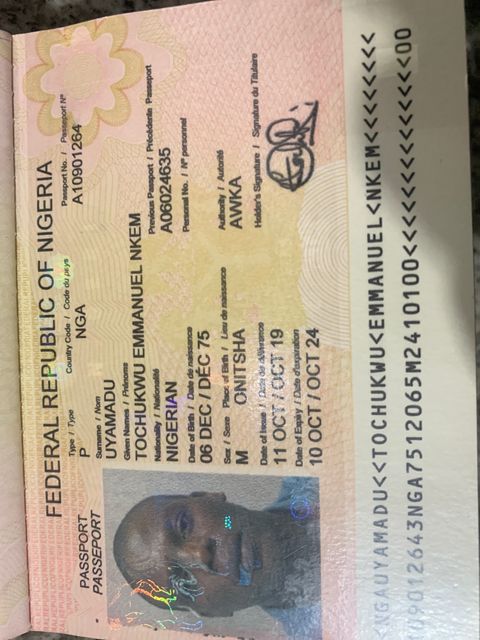 FEDERAL REPUBLIC OF NIGERIA
PASSPORT
PASSEPORT
Type / Type
Country Code / Code du pays
Passport No. / Passeport N°
P
NGA
A10901264
Surname / Nom
UYAMADU
Given Names / Prénoms
TOCHUKWU EMMANUEL NKEM
Nationality / Nationalité
Previous Passport / Précédente Passeport
NIGERIAN
A06024635
Date of Birth / Date de naissance
Personal No. / N° personnel
06 DEC / DÉC 75
Sex / Sexe Place of Birth / Lieu de naissance
Authority / Autorité
M ONITSHA
AWKA
Date of Issue / Date de délivrance
Holder's Signature / Signature du Titulaire
11 OCT / OCT 19
Date of Expiry / Date d'expiration
10 OCT / OCT 24
<NGAUYAMADU<<TOCHUKWU<EMMANUEL<NKEM<<<<<<<<
09012643NGA7512065M2410100<<<<<<<<<<<<<<00